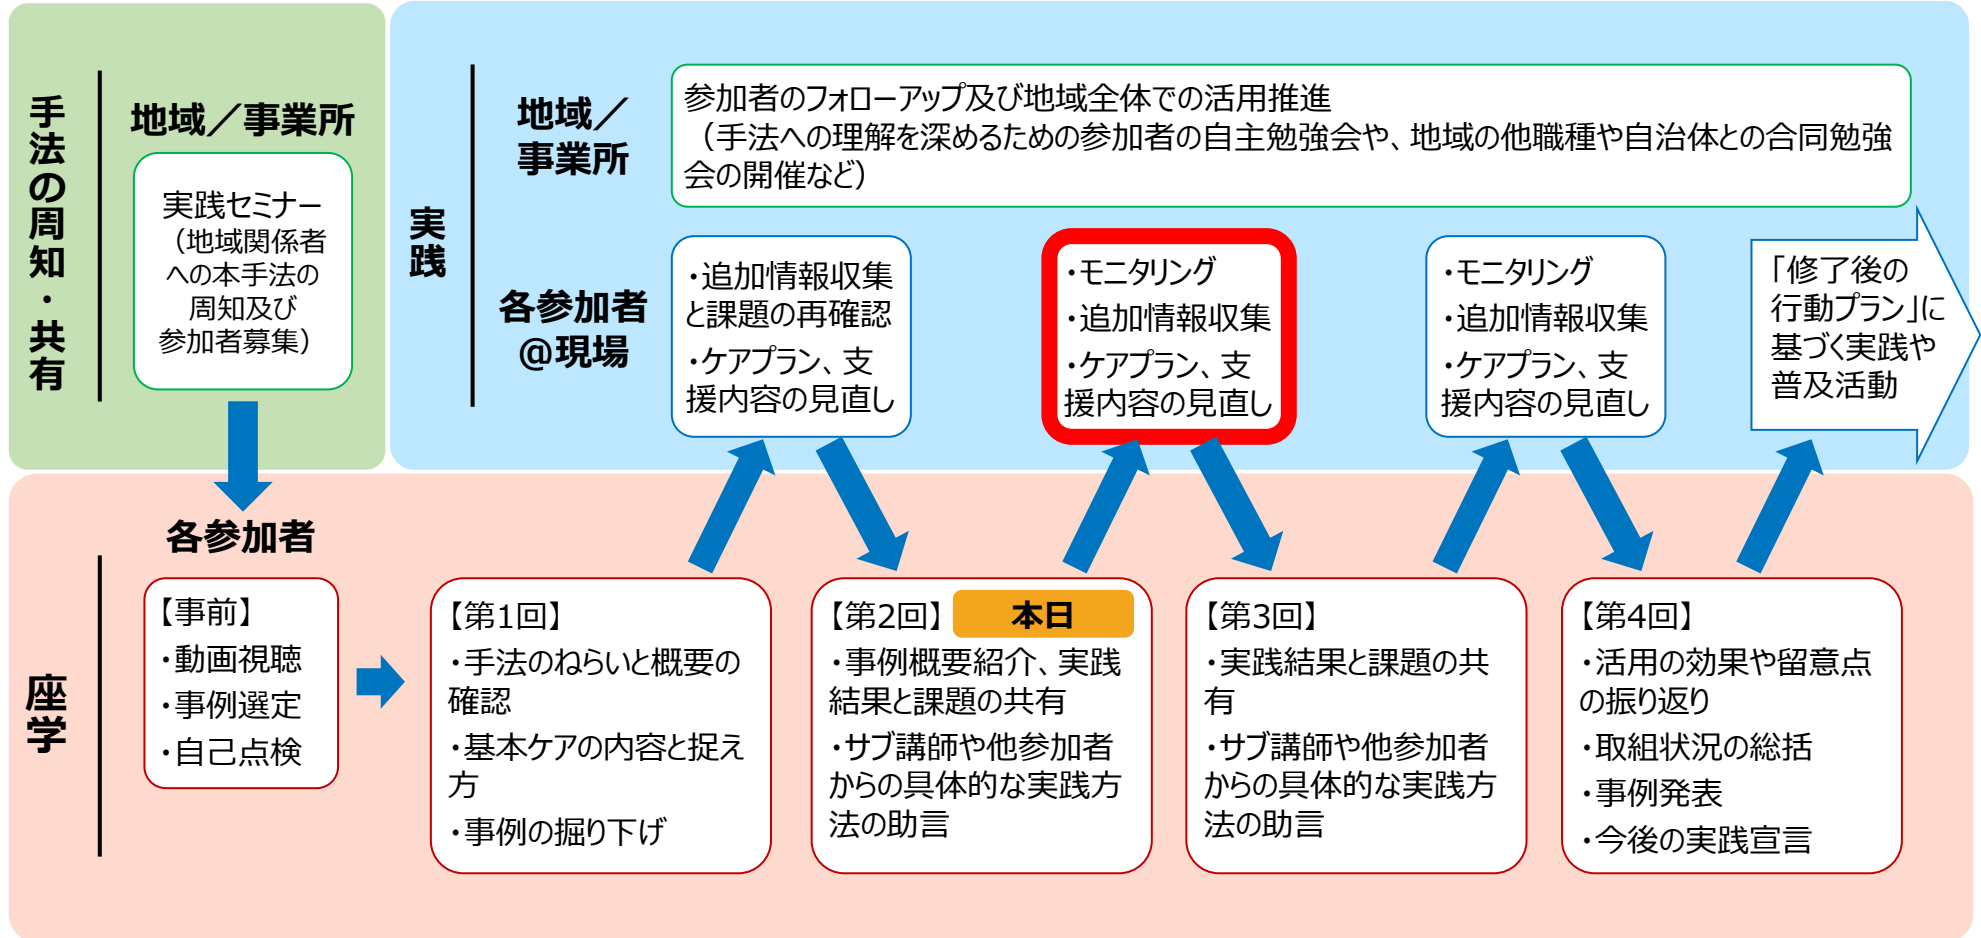 手法の周知・共有
地域／事業所
実践セミナー
（地域関係者
への本手法の
周知及び
参加者募集）
実践
地域／
事業所
参加者のフォローアップ及び地域全体での活用推進
（手法への理解を深めるための参加者の自主勉強会や、地域の他職種や自治体との合同勉強
会の開催など）
各参加者
@現場
・追加情報収集
と課題の再確認
・ケアプラン、支
援内容の見直し
・モニタリング
・追加情報収集
・ケアプラン、支
援内容の見直し
・モニタリング
・追加情報収集
・ケアプラン、支
援内容の見直し
「修了後の
行動プラン」に
基づく実践や
普及活動
座学
各参加者
【事前】
・動画視聴
・事例選定
・自己点検
【第1回】
・手法のねらいと概要の
確認
・基本ケアの内容と捉え
方
・事例の掘り下げ
【第2回】
本日
・事例概要紹介、実践
結果と課題の共有
・サブ講師や他参加者
からの具体的な実践方
法の助言
【第3回】
・実践結果と課題の共
有
・サブ講師や他参加者
からの具体的な実践方
法の助言
【第4回】
・活用の効果や留意点
の振り返り
・取組状況の総括
・事例発表
・今後の実践宣言